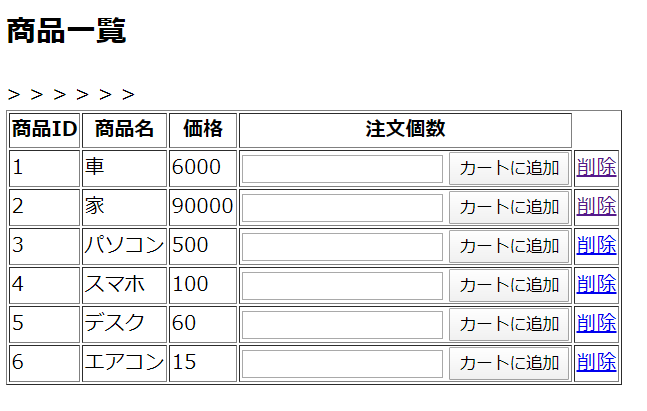 商品一覧
> > > > > >
商品ID 商品名 価格 注文個数
1 車 6000 カートに追加 削除
2 家 90000 カートに追加 削除
3 パソコン 500 カートに追加 削除
4 スマホ 100 カートに追加 削除
5 デスク 60 カートに追加 削除
6 エアコン 15 カートに追加 削除